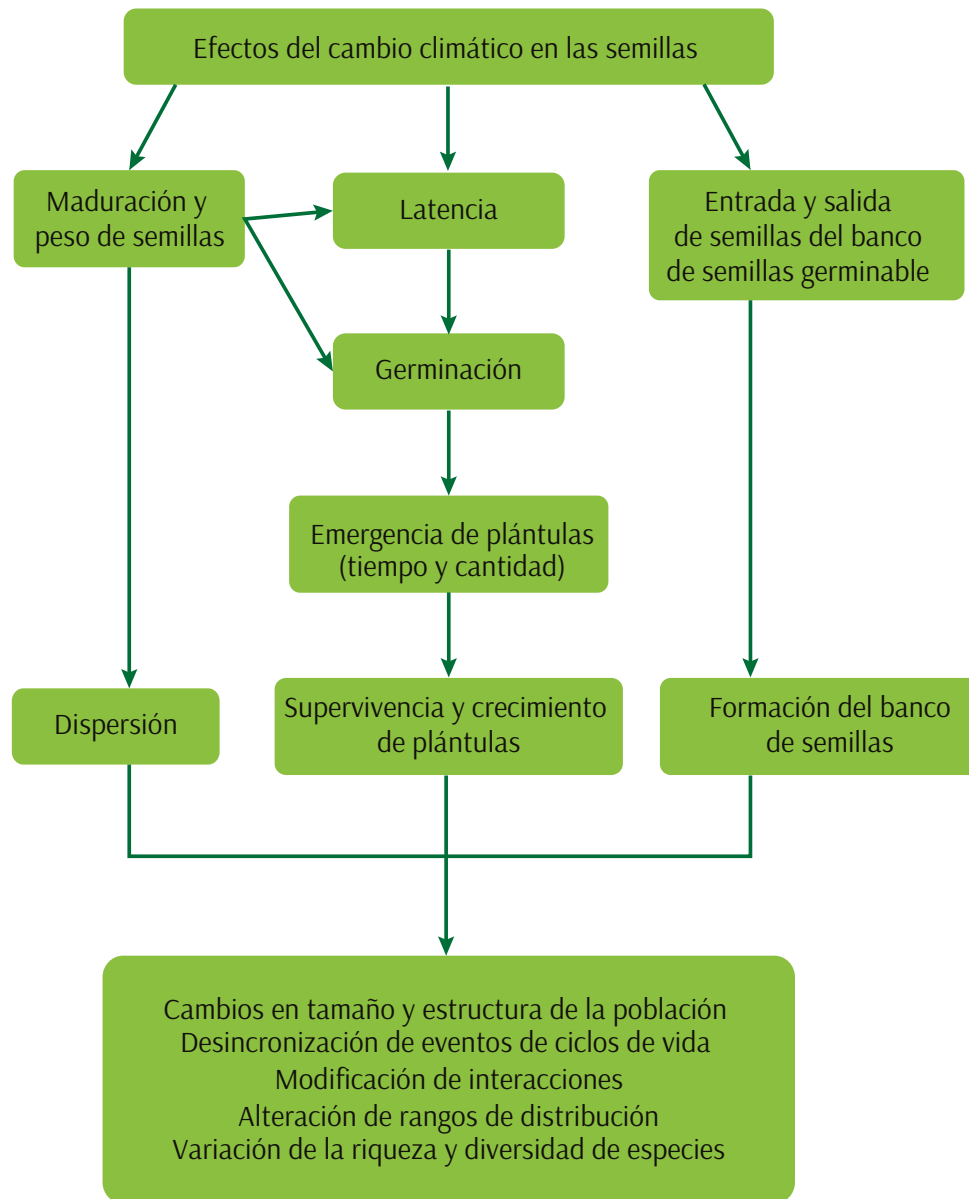 Efectos del cambio climático en las semillas
Maduración y
peso de semillas
Latencia
Entrada y salida
de semillas del banco
de semillas germinable
Germinación
Emergencia de plántulas
(tiempo y cantidad)
Dispersión
Supervivencia y crecimiento
de plántulas
Formación del banco
de semillas
Cambios en tamaño y estructura de la población
Desincronización de eventos de ciclos de vida
Modificación de interacciones
Alteración de rangos de distribución
Variación de la riqueza y diversidad de especies